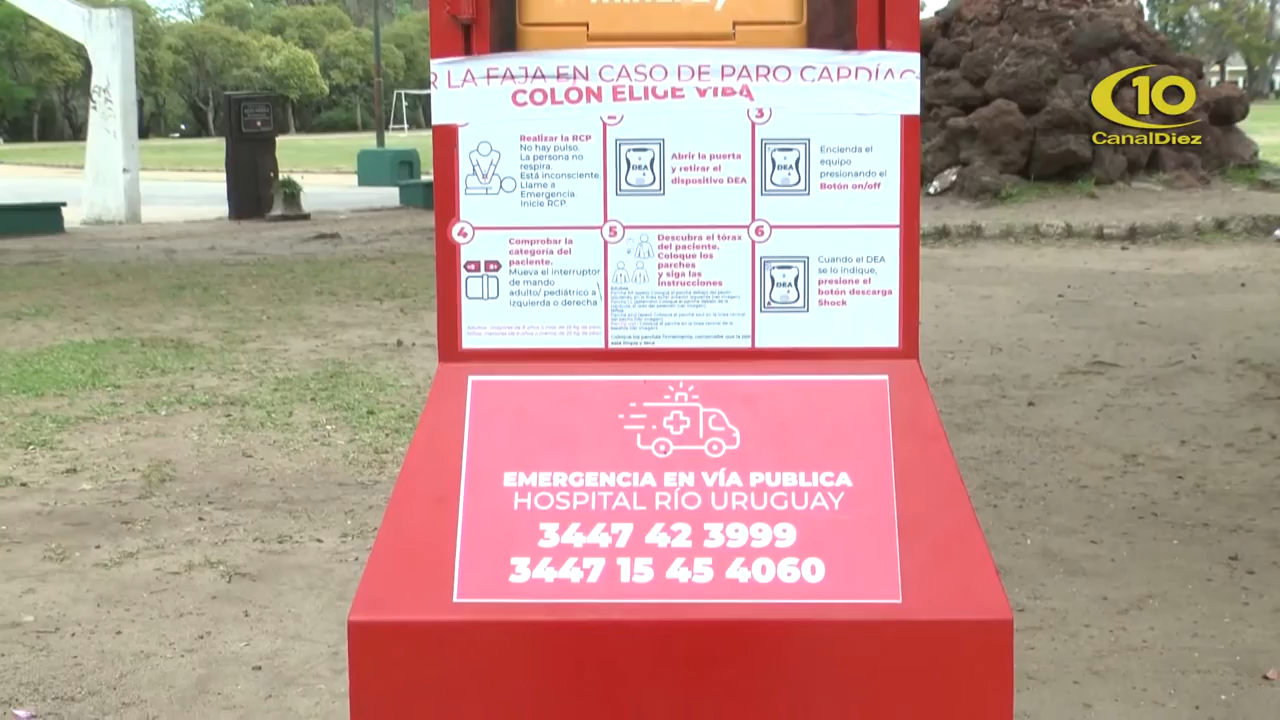 R LA FAJA EN CASO DE PARO CARDÍAC
COLÓN ELIGE VIDA
10
CanalDiez
Realizar la RCP
No hay pulso.
La persona no
respira.
Está inconsciente.
Llame a
Emergencia.
Inicie RCP.
2
DEA
Abrir la puerta
y retirar el
dispositivo DEA
3
DEA
Encienda el
equipo
presionando el
Botón on/off
4
Comprobar la
categoría del
paciente.
Mueva el interruptor
de mando
adulto/ pediátrico a
izquierda o derecha
5
Descubra el tórax
del paciente.
Coloque los
parches
y siga las
instrucciones
6
DEA
Cuando el DEA
se lo indique,
presione el
botón descarga
Shock
EMERGENCIA EN VÍA PUBLICA
HOSPITAL RÍO URUGUAY
3447 42 3999
3447 15 45 4060